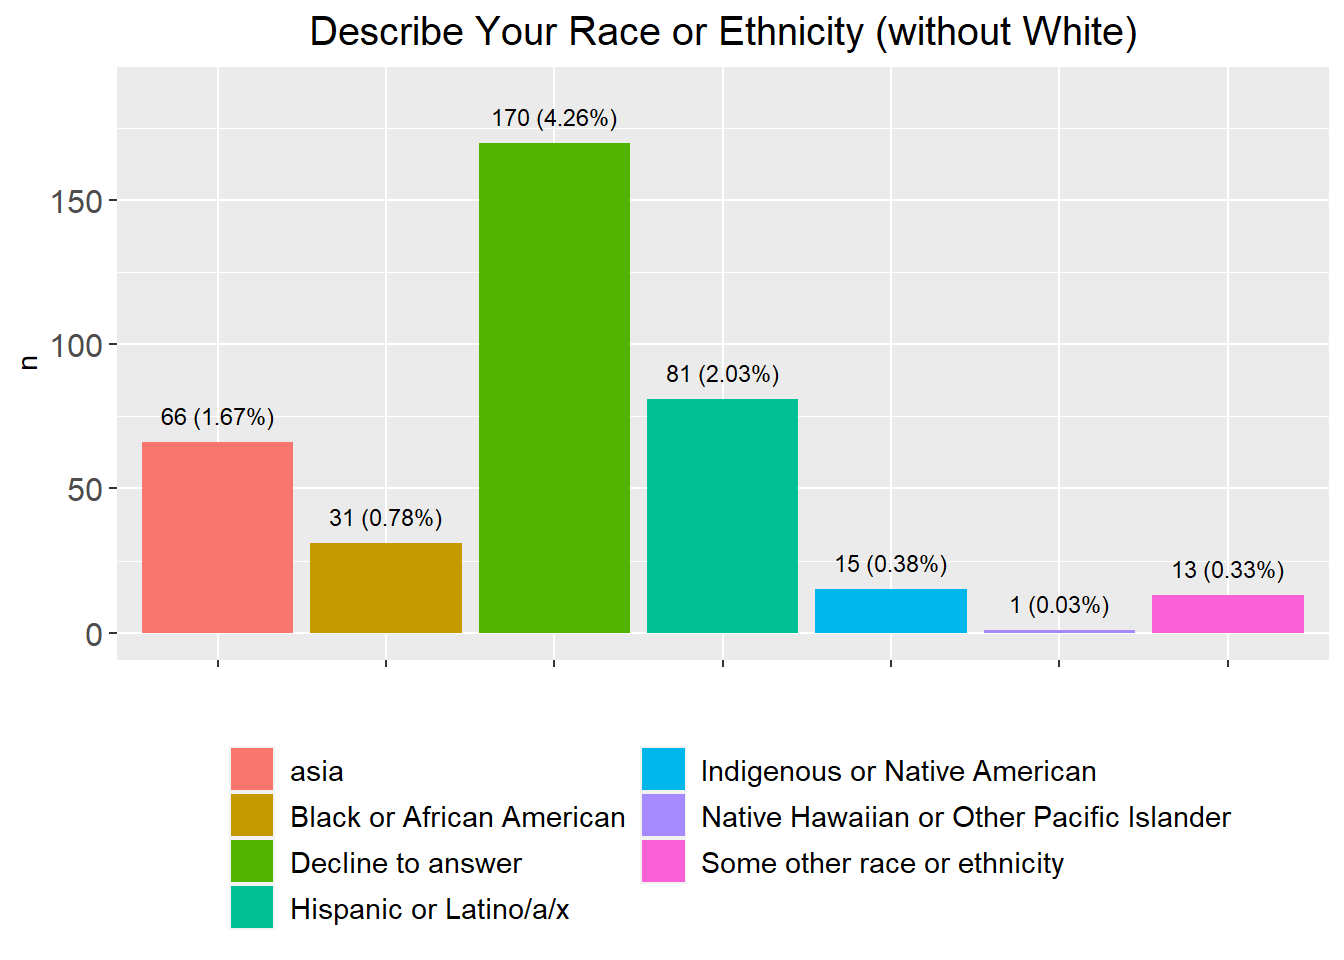 Describe Your Race or Ethnicity (without White)
170 (4.26%)
150
100
81 (2.03%)
n
66 (1.67%)
50
31 (0.78%)
15 (0.38%)
13 (0.33%)
1 (0.03%)
0
asia
Black or African American
Decline to answer
Hispanic or Latino/a/x
Indigenous or Native American
Native Hawaiian or Other Pacific Islander
Some other race or ethnicity